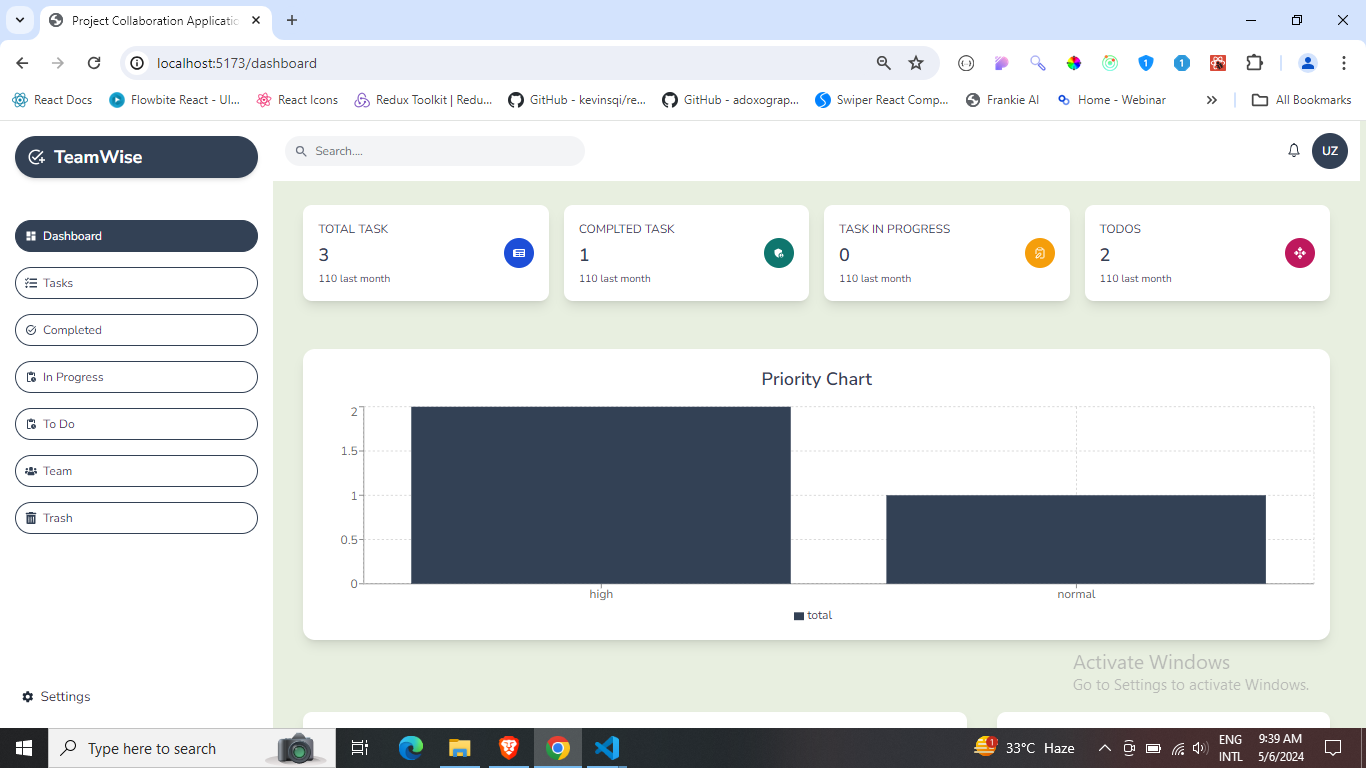 Project Collaboration Applicatio
localhost:5173/dashboard
1
1
React Docs
Flowbite React - UI...
React Icons
Redux Toolkit | Redu...
GitHub - kevinsqi/re...
GitHub - adoxograp...
Swiper React Comp...
Frankie AI
Home - Webinar
All Bookmarks
TeamWise
Search....
UZ
Dashboard
Tasks
Completed
In Progress
To Do
Team
Trash
Settings
TOTAL TASK
3
110 last month
COMPLTED TASK
1
110 last month
TASK IN PROGRESS
0
110 last month
TODOS
2
110 last month
Priority Chart
2
1.5
1
0.5
0
high
normal
total
Activate Windows
Go to Settings to activate Windows.
Type here to search
1
33°C Haze
ENG
INTL
9:39 AM
5/6/2024